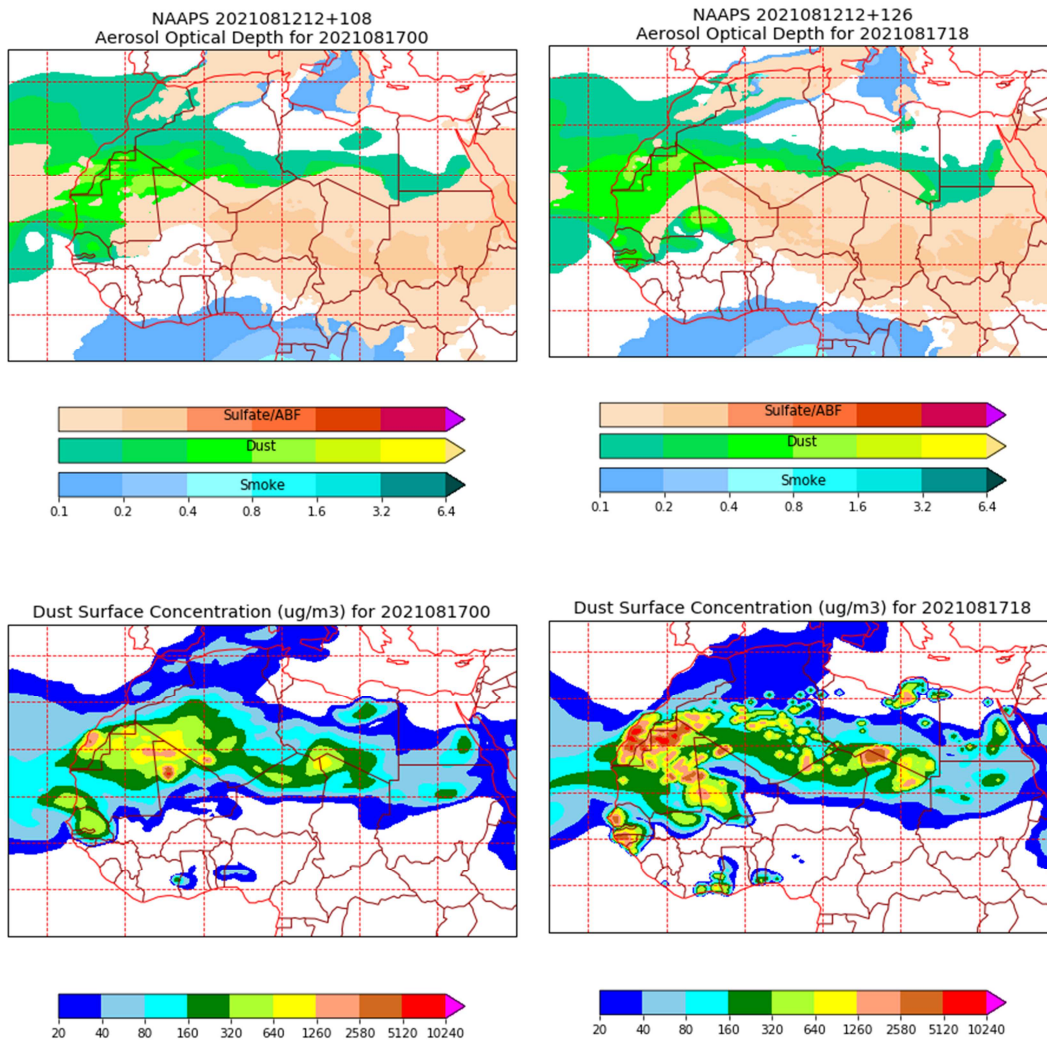 NAAPS 2021081212+108
Aerosol Optical Depth for 2021081700
Sulfate/ABF
Dust
Smoke
0.1 0.2 0.4 0.8 1.6 3.2 6.4
NAAPS 2021081212+126
Aerosol Optical Depth for 2021081718
Sulfate/ABF
Dust
Smoke
0.1 0.2 0.4 0.8 1.6 3.2 6.4
Dust Surface Concentration (ug/m3) for 2021081700
20 40 80 160 320 640 1260 2580 5120 10240
Dust Surface Concentration (ug/m3) for 2021081718
20 40 80 160 320 640 1260 2580 5120 10240